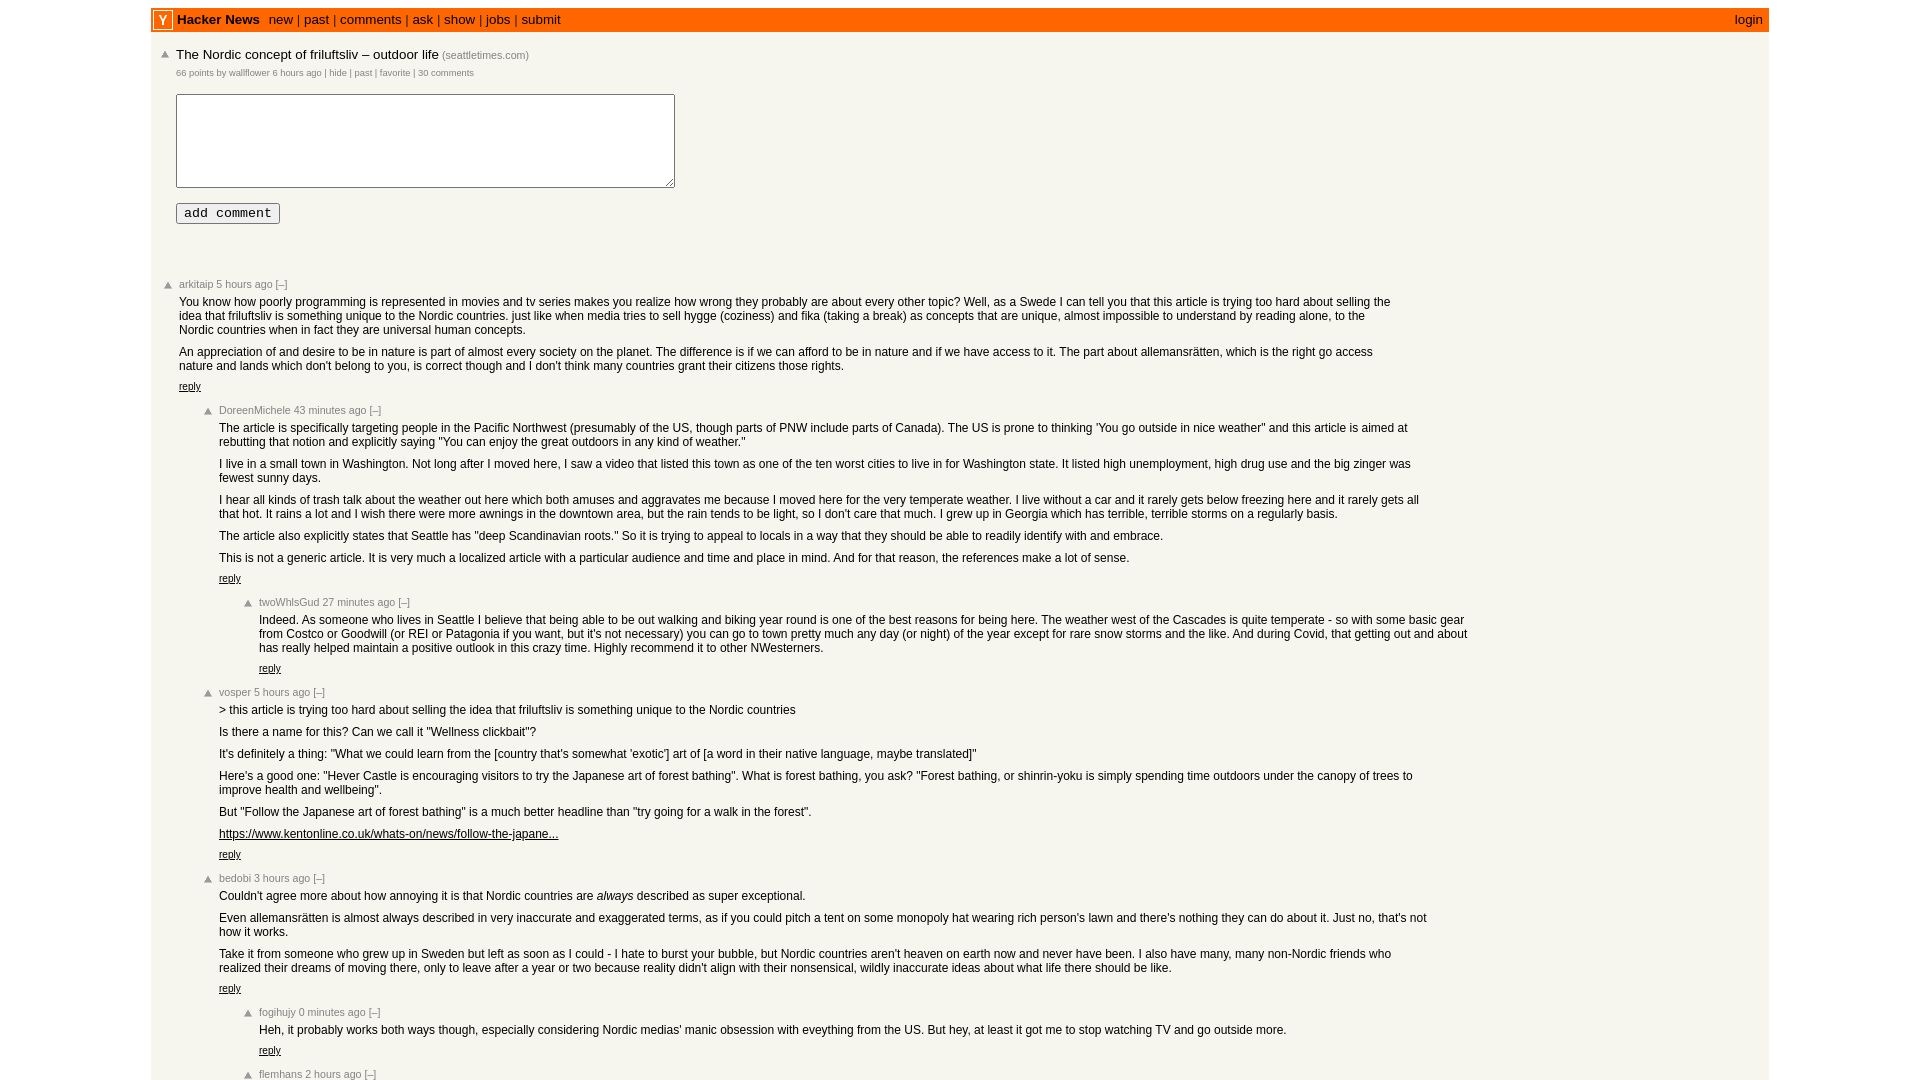 Y Hacker News new | past | comments | ask | show | jobs | submit login
The Nordic concept of friluftsliv – outdoor life (seattletimes.com)
66 points by wallflower 6 hours ago | hide | past | favorite | 30 comments
add comment
arkitaip 5 hours ago [–]
You know how poorly programming is represented in movies and tv series makes you realize how wrong they probably are about every other topic? Well, as a Swede I can tell you that this article is trying too hard about selling the
idea that friluftsliv is something unique to the Nordic countries. just like when media tries to sell hygge (coziness) and fika (taking a break) as concepts that are unique, almost impossible to understand by reading alone, to the
Nordic countries when in fact they are universal human concepts.
An appreciation of and desire to be in nature is part of almost every society on the planet. The difference is if we can afford to be in nature and if we have access to it. The part about allemansrätten, which is the right go access
nature and lands which don't belong to you, is correct though and I don't think many countries grant their citizens those rights.
reply
DoreenMichele 43 minutes ago [–]
The article is specifically targeting people in the Pacific Northwest (presumably of the US, though parts of PNW include parts of Canada). The US is prone to thinking 'You go outside in nice weather" and this article is aimed at
rebutting that notion and explicitly saying "You can enjoy the great outdoors in any kind of weather."
I live in a small town in Washington. Not long after I moved here, I saw a video that listed this town as one of the ten worst cities to live in for Washington state. It listed high unemployment, high drug use and the big zinger was
fewest sunny days.
I hear all kinds of trash talk about the weather out here which both amuses and aggravates me because I moved here for the very temperate weather. I live without a car and it rarely gets below freezing here and it rarely gets all
that hot. It rains a lot and I wish there were more awnings in the downtown area, but the rain tends to be light, so I don't care that much. I grew up in Georgia which has terrible, terrible storms on a regularly basis.
The article also explicitly states that Seattle has "deep Scandinavian roots." So it is trying to appeal to locals in a way that they should be able to readily identify with and embrace.
This is not a generic article. It is very much a localized article with a particular audience and time and place in mind. And for that reason, the references make a lot of sense.
reply
twoWhlsGud 27 minutes ago [–]
Indeed. As someone who lives in Seattle I believe that being able to be out walking and biking year round is one of the best reasons for being here. The weather west of the Cascades is quite temperate - so with some basic gear
from Costco or Goodwill (or REI or Patagonia if you want, but it's not necessary) you can go to town pretty much any day (or night) of the year except for rare snow storms and the like. And during Covid, that getting out and about
has really helped maintain a positive outlook in this crazy time. Highly recommend it to other NWesterners.
reply
vosper 5 hours ago [–]
> this article is trying too hard about selling the idea that friluftsliv is something unique to the Nordic countries
Is there a name for this? Can we call it "Wellness clickbait"?
It's definitely a thing: "What we could learn from the [country that's somewhat 'exotic'] art of [a word in their native language, maybe translated]"
Here's a good one: "Hever Castle is encouraging visitors to try the Japanese art of forest bathing". What is forest bathing, you ask? "Forest bathing, or shinrin-yoku is simply spending time outdoors under the canopy of trees to
improve health and wellbeing".
But "Follow the Japanese art of forest bathing" is a much better headline than "try going for a walk in the forest".
https://www.kentonline.co.uk/whats-on/news/follow-the-japane...
reply
bedobi 3 hours ago [–]
Couldn't agree more about how annoying it is that Nordic countries are always described as super exceptional.
Even allemansrätten is almost always described in very inaccurate and exaggerated terms, as if you could pitch a tent on some monopoly hat wearing rich person's lawn and there's nothing they can do about it. Just no, that's not
how it works.
Take it from someone who grew up in Sweden but left as soon as I could - I hate to burst your bubble, but Nordic countries aren't heaven on earth now and never have been. I also have many, many non-Nordic friends who
realized their dreams of moving there, only to leave after a year or two because reality didn't align with their nonsensical, wildly inaccurate ideas about what life there should be like.
reply
fogihujy 0 minutes ago [–]
Heh, it probably works both ways though, especially considering Nordic medias' manic obsession with eveything from the US. But hey, at least it got me to stop watching TV and go outside more.
reply
flemhans 2 hours ago [–]